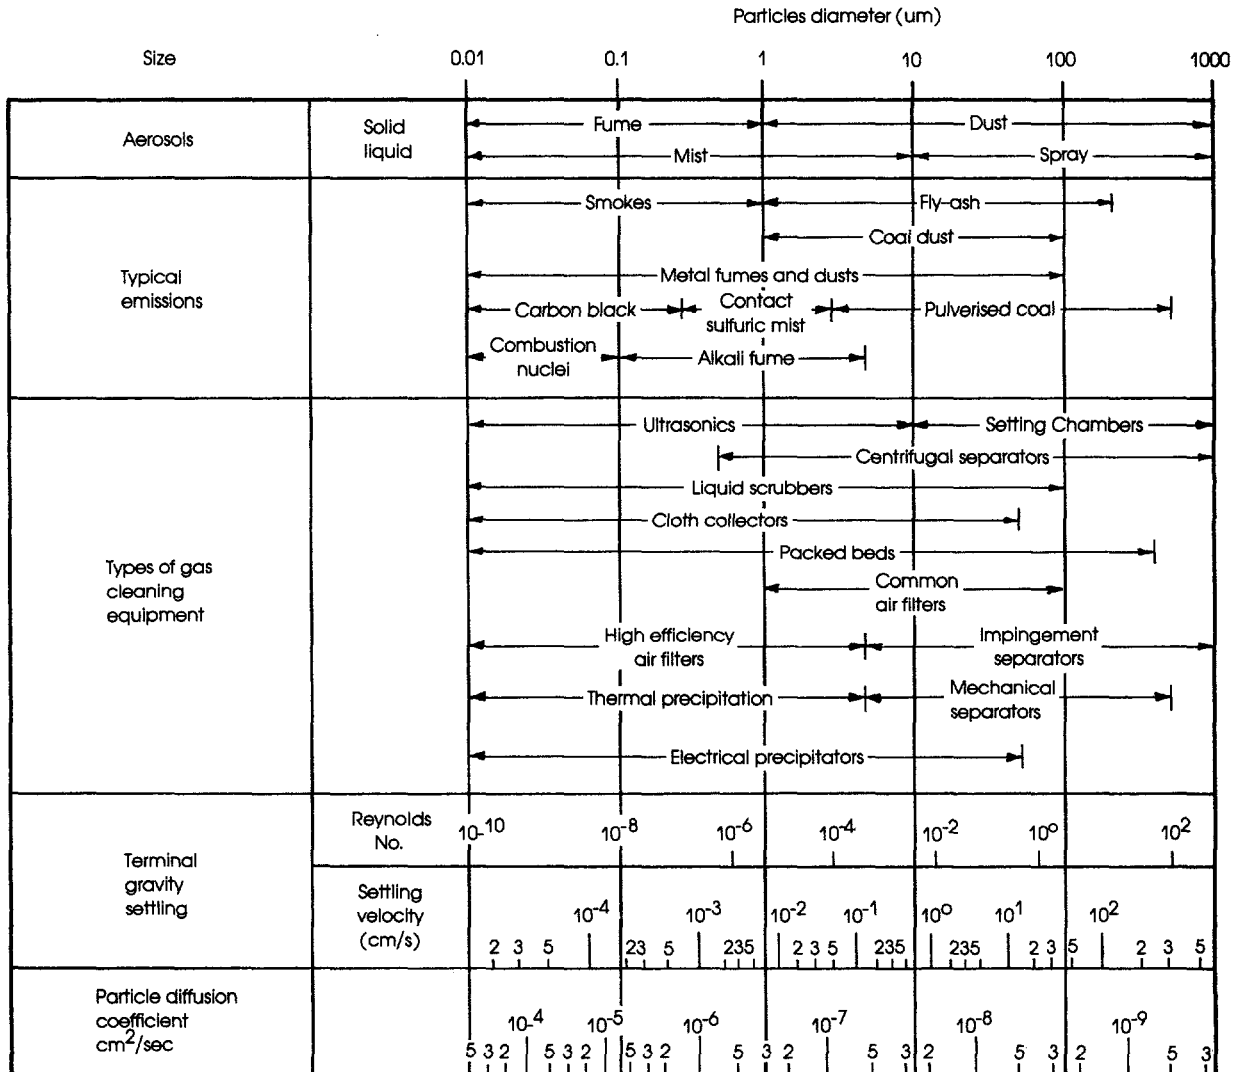 Particles diameter (um)
Size 0.01 0.1 1 10 100 1000
Aerosols
Solid
liquid
Fume Dust
Mist Spray
Typical
emissions
Smokes Fly-ash
Coal dust
Metal fumes and dusts
Carbon black
Contact
sulfuric mist
Pulverised coal
Combustion
nuclei
Alkali fume
Types of gas
cleaning
equipment
Ultrasonics Setting Chambers
Centrifugal separators
Liquid scrubbers
Cloth collectors
Packed beds
Common
air filters
High efficiency
air filters
Impingement
separators
Thermal precipitation
Mechanical
separators
Electrical precipitators
Terminal
gravity
settling
Reynolds
No.
10-10 10-8 10-6 10-4 10-2 10o 102
Settling
velocity
(cm/s)
10-4 10-3 10-2 10-1 10o 101 102
2 3 5 23 5 235 2 3 5 235 235 2 3 5 2 3 5
Particle diffusion
coefficient
cm2/sec
10-4 10-5 10-6 10-7 10-8 10-9
5 3 2 5 3 2 5 3 2 5 3 2 5 3 2 5 3 2 5 3